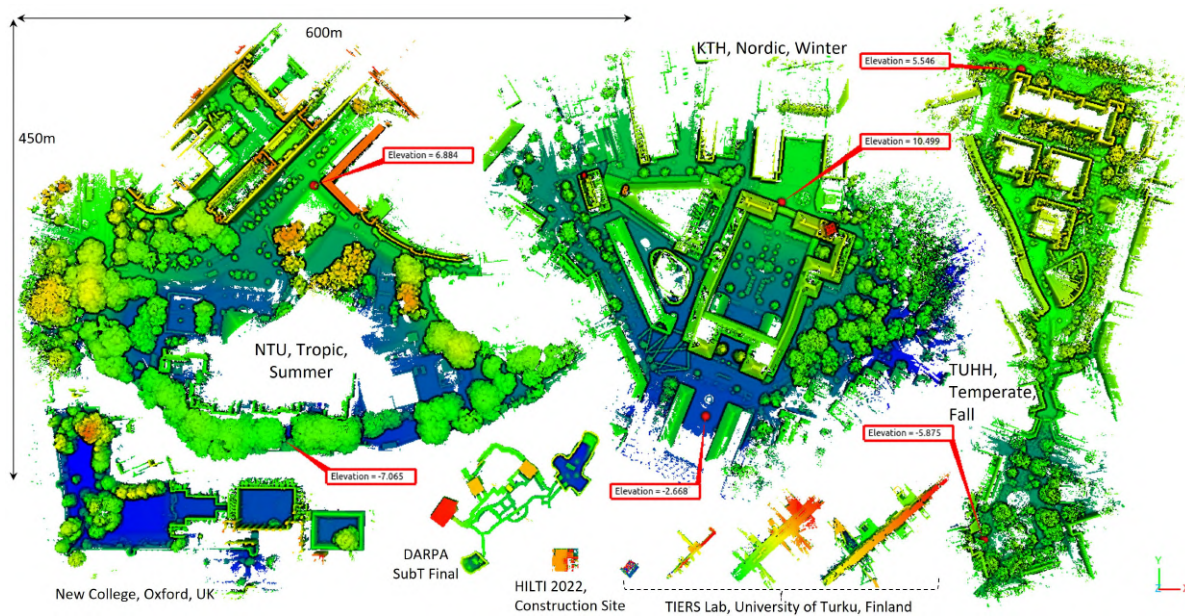 600m
450m
KTH, Nordic, Winter
Elevation = 5.546
Elevation = 10.499
Elevation = 6.884
NTU, Tropic,
Summer
TUHH,
Temperate,
Fall
Elevation = -5.875
Elevation = -7.065
Elevation = -2.668
DARPA
SubT Final
HILTI 2022,
Construction Site
New College, Oxford, UK
TIERS Lab, University of Turku, Finland
Y
Z
X